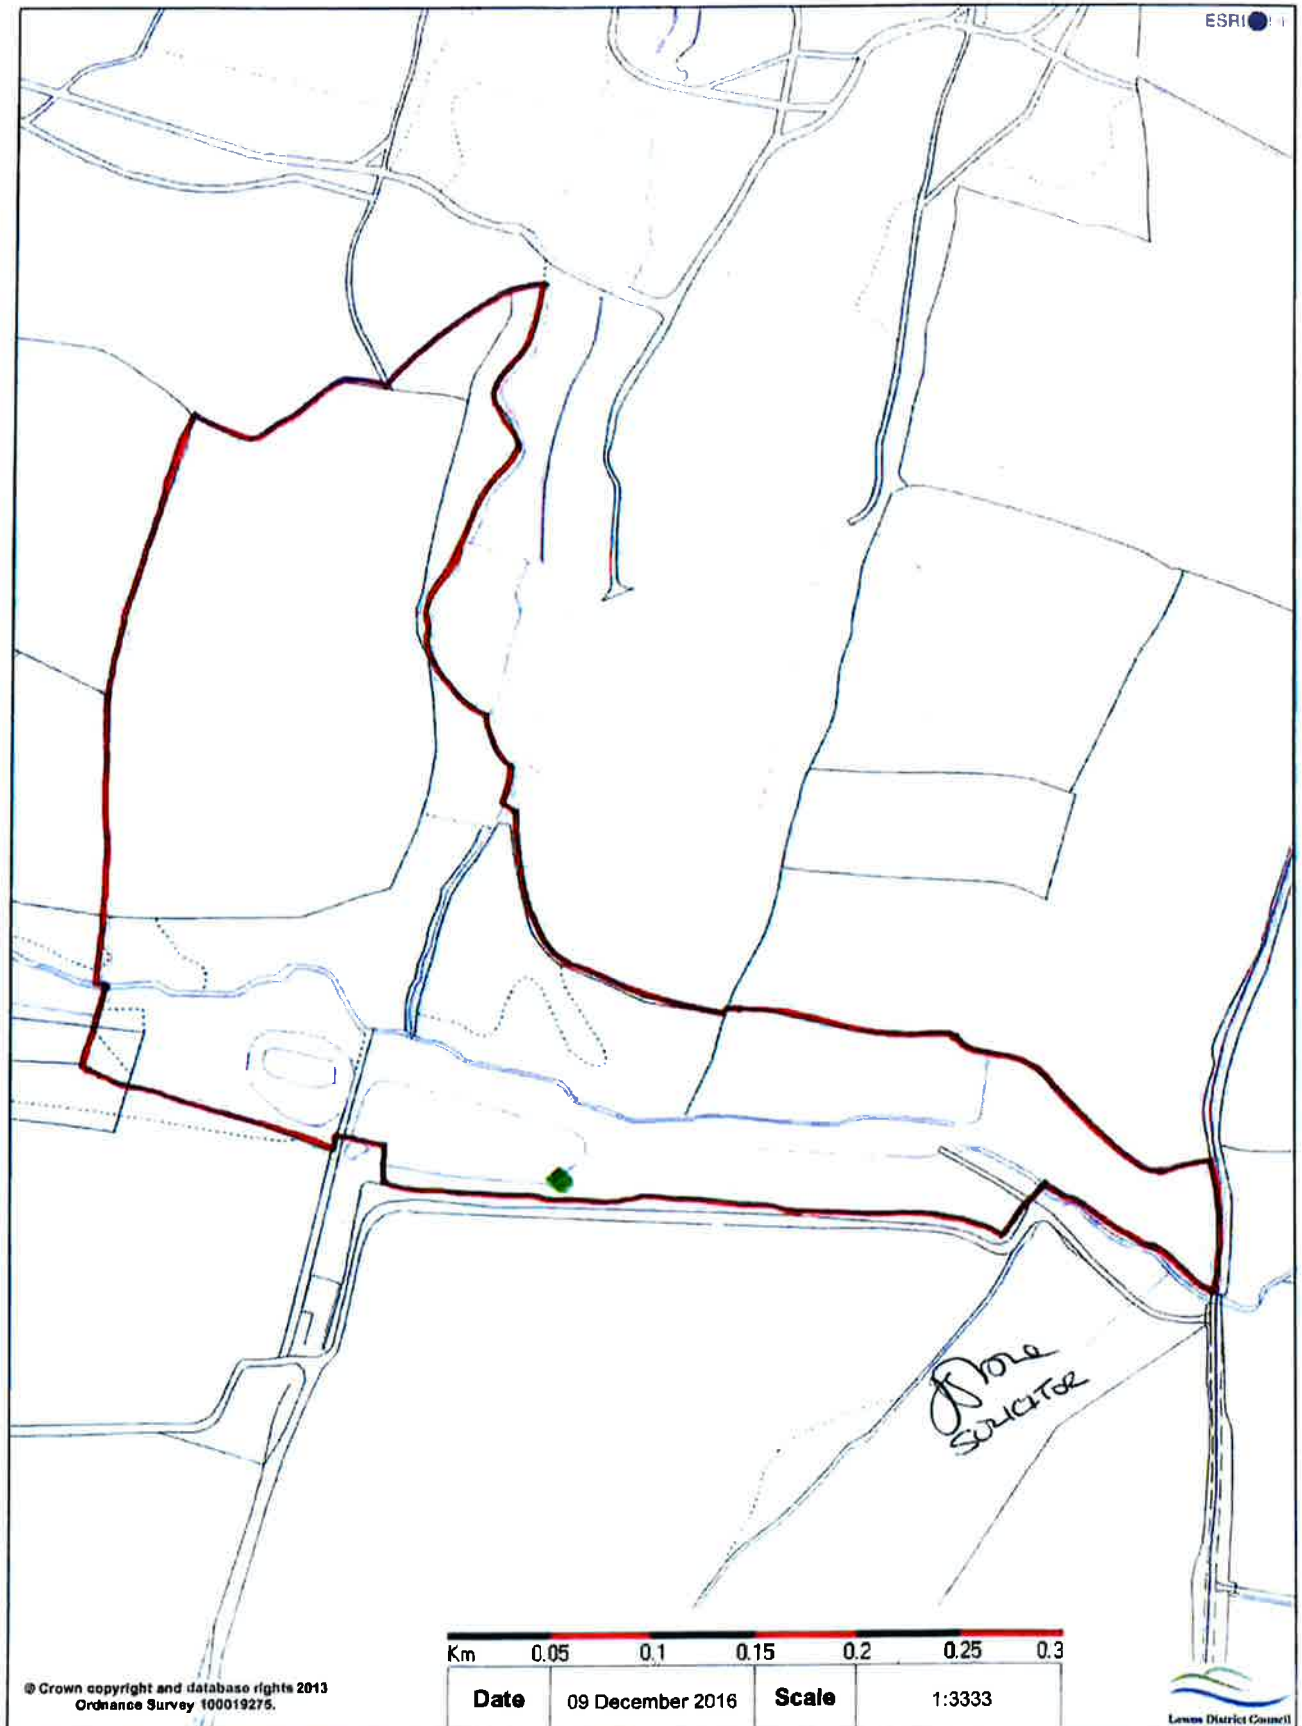 ESRI
SOLICITOR
Km 0.05 0.1 0.15 0.2 0.25 0.3
Date 09 December 2016 Scale 1:3333
© Crown copyright and database rights 2013
Ordnance Survey 100019275.
Lewes District Council